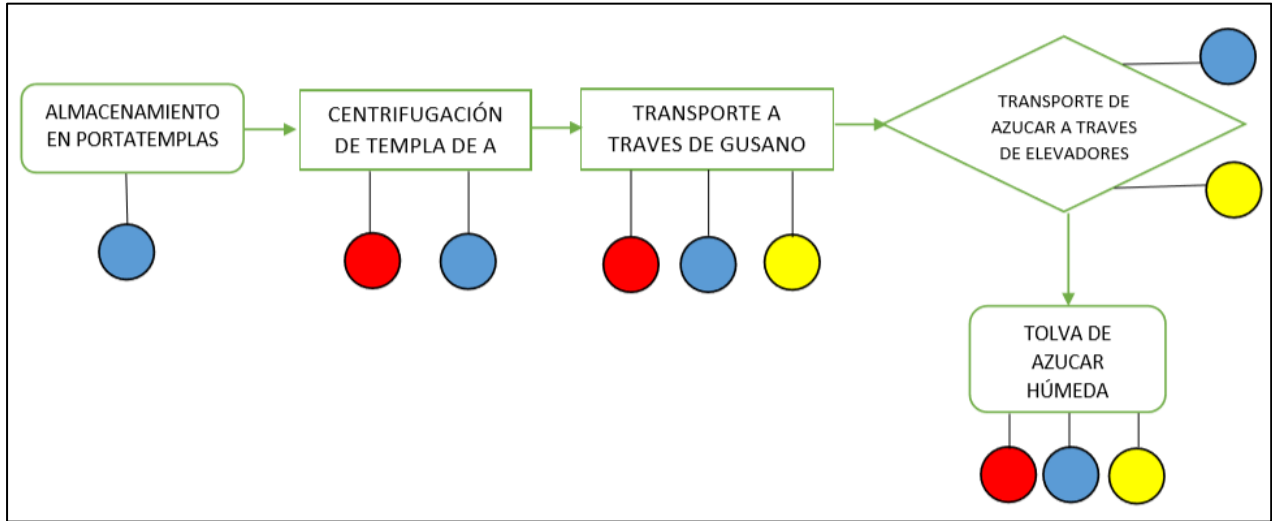 ALMACENAMIENTO
EN PORTATEMPLAS
CENTRIFUGACIÓN
DE TEMPLA DE A
TRANSPORTE A
TRAVES DE GUSANO
TRANSPORTE DE
AZUCAR A TRAVES
DE ELEVADORES
TOLVA DE
AZUCAR
HÚMEDA